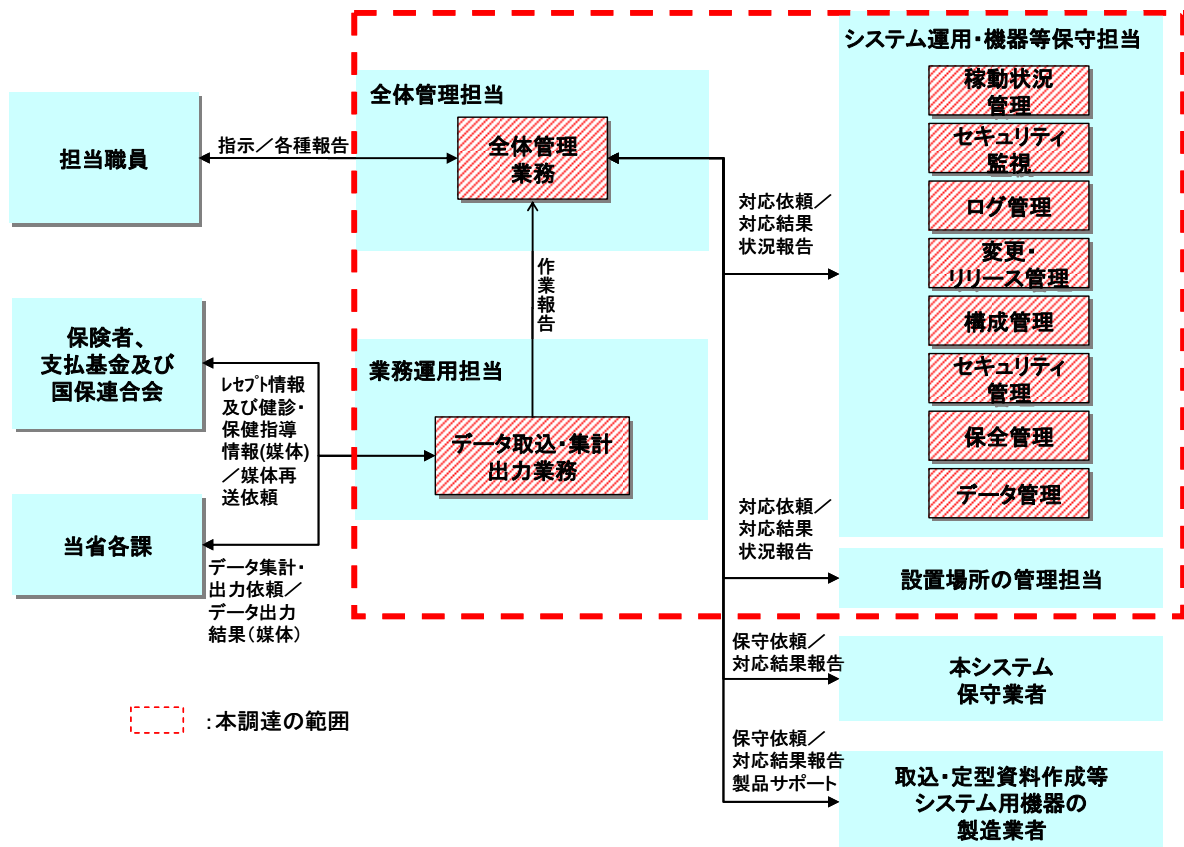 担当職員
指示／各種報告
保険者、
支払基金及び
国保連合会
ﾚｾﾌﾟﾄ情報
及び健診・
保健指導
情報(媒体)
／媒体再
送依頼
当省各課
データ集計・
出力依頼／
データ出力
結果（媒体）
：本調達の範囲
全体管理担当
全体管理
業務
作
業
報
告
業務運用担当
データ取込・集計
出力業務
対応依頼／
対応結果
状況報告
対応依頼／
対応結果
状況報告
保守依頼／
対応結果報告
保守依頼／
対応結果報告
製品サポート
システム運用・機器等保守担当
稼動状況
管理
セキュリティ
監視
ログ管理
変更・
リリース管理
構成管理
セキュリティ
管理
保全管理
データ管理
設置場所の管理担当
本システム
保守業者
取込・定型資料作成等
システム用機器の
製造業者